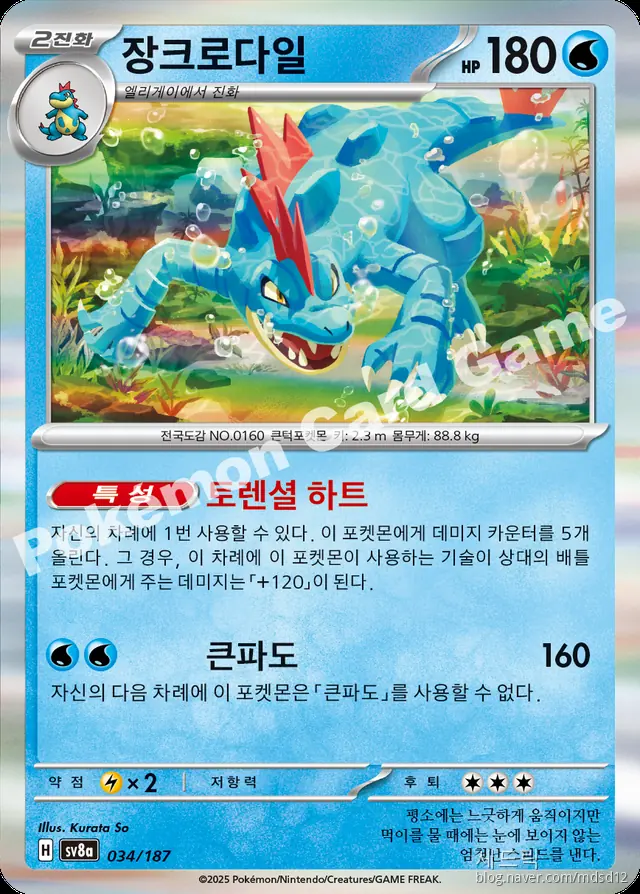 2진화
장크로다일
HP 180
엘리게이에서 진화
전국도감 NO.0160 큰턱포켓몬 키: 2.3 m 몸무게: 88.8 kg
특성 토렌셜 하트
자신의 차례에 1번 사용할 수 있다. 이 포켓몬에게 데미지 카운터를 5개
올린다. 그 경우, 이 차례에 이 포켓몬이 사용하는 기술이 상대의 배틀
포켓몬에게 주는 데미지는 「+120」이 된다.
큰파도 160
자신의 다음 차례에 이 포켓몬은 「큰파도」를 사용할 수 없다.
약점 ×2 저항력 후퇴
Illus. Kurata So
H sv8a 034/187
평소에는 느긋하게 움직이지만
먹이를 물 때에는 눈에 보이지 않는
엄청난 를 낸다.
blog.naver.com/mdsd12
©2025 Pokémon/Nintendo/Creatures/GAME FREAK.
Pokémon Card Game